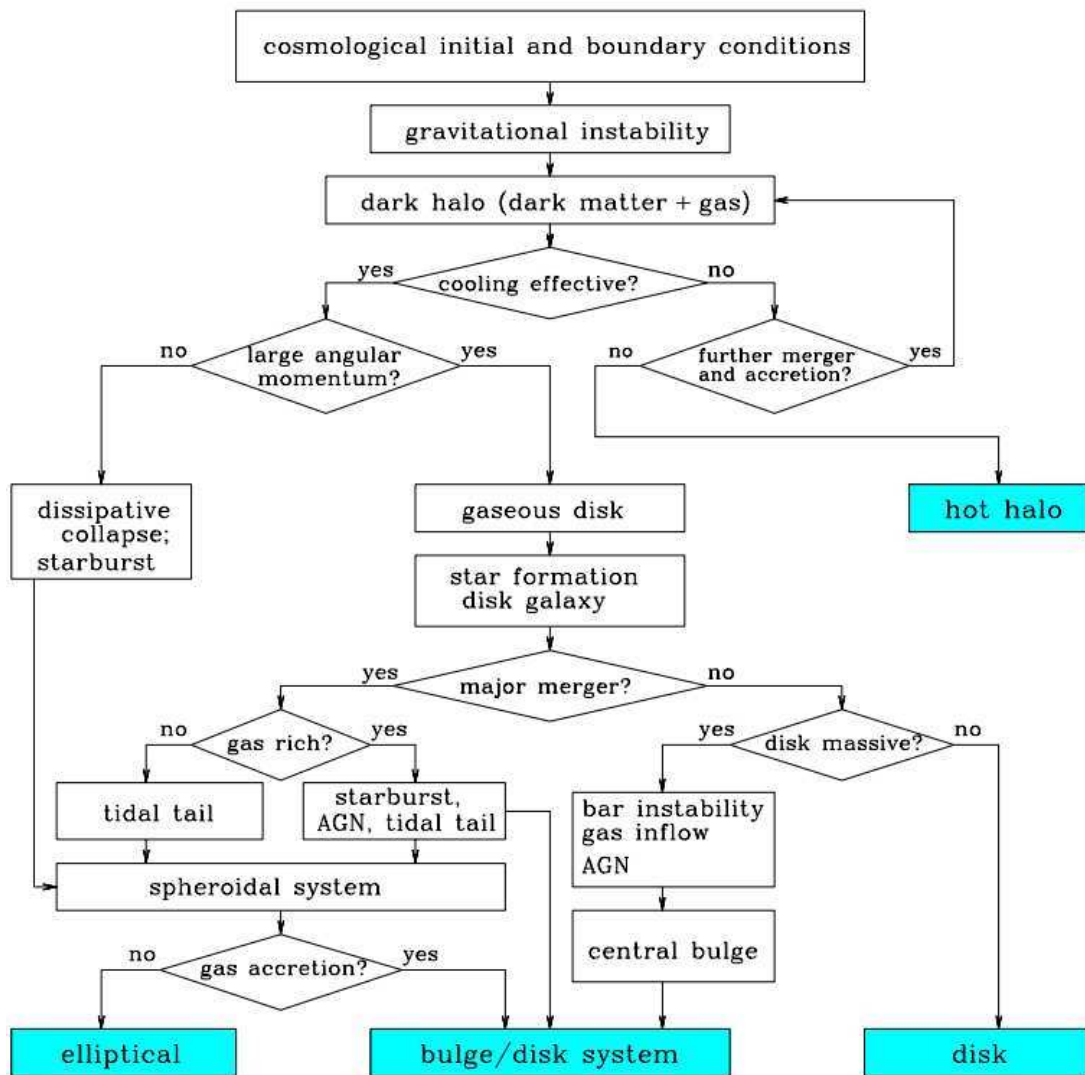 cosmological initial and boundary conditions
gravitational instability
dark halo (dark matter + gas)
yes
no
cooling effective?
no
large angular
momentum?
yes
no
further merger
and accretion?
yes
dissipative
collapse;
starburst
gaseous disk
hot halo
star formation
disk galaxy
yes
major merger?
no
no
gas rich?
yes
yes
disk massive?
no
tidal tail
starburst,
AGN, tidal tail
bar instability
gas inflow
AGN
spheroidal system
central bulge
no
gas accretion?
yes
elliptical
bulge/disk system
disk